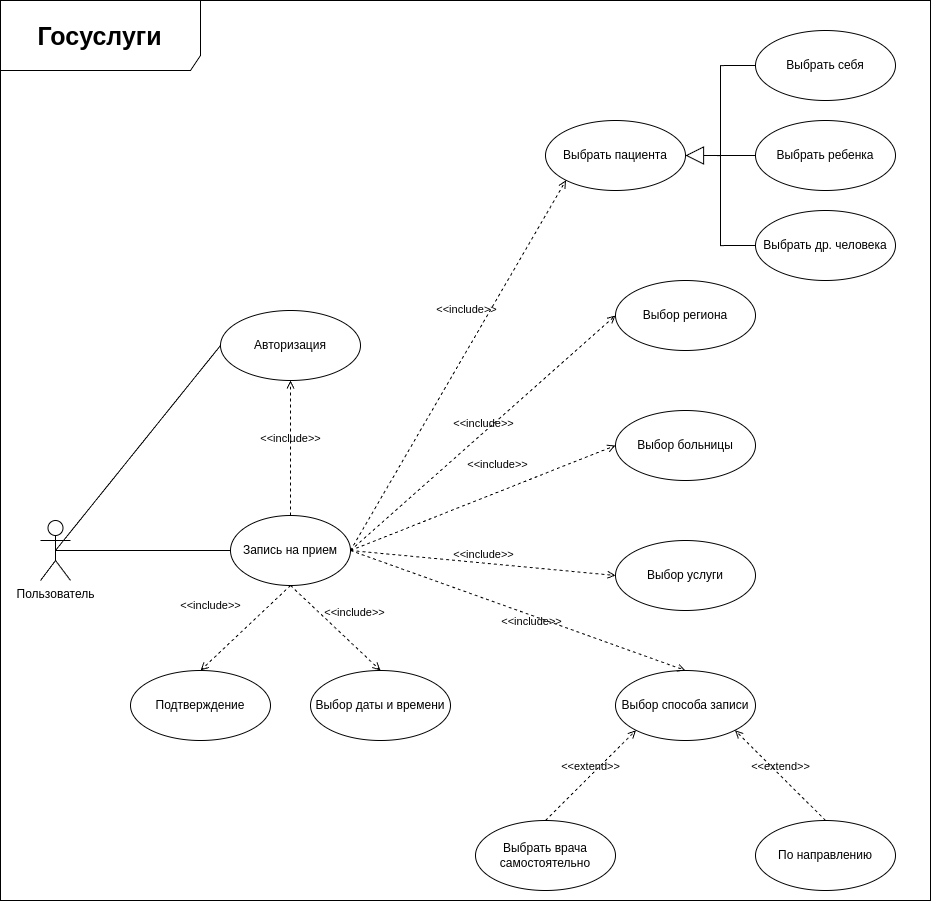 Госуслуги
Выбрать себя
Выбрать пациента
Выбрать ребенка
Выбрать др. человека
<<include>>
Выбор региона
Авторизация
<<include>>
<<include>>
Выбор больницы
<<include>>
Запись на прием
<<include>>
Выбор услуги
Пользователь
<<include>>
<<include>>
<<include>>
Подтверждение
Выбор даты и времени
Выбор способа записи
<<extend>>
<<extend>>
Выбрать врача
самостоятельно
По направлению